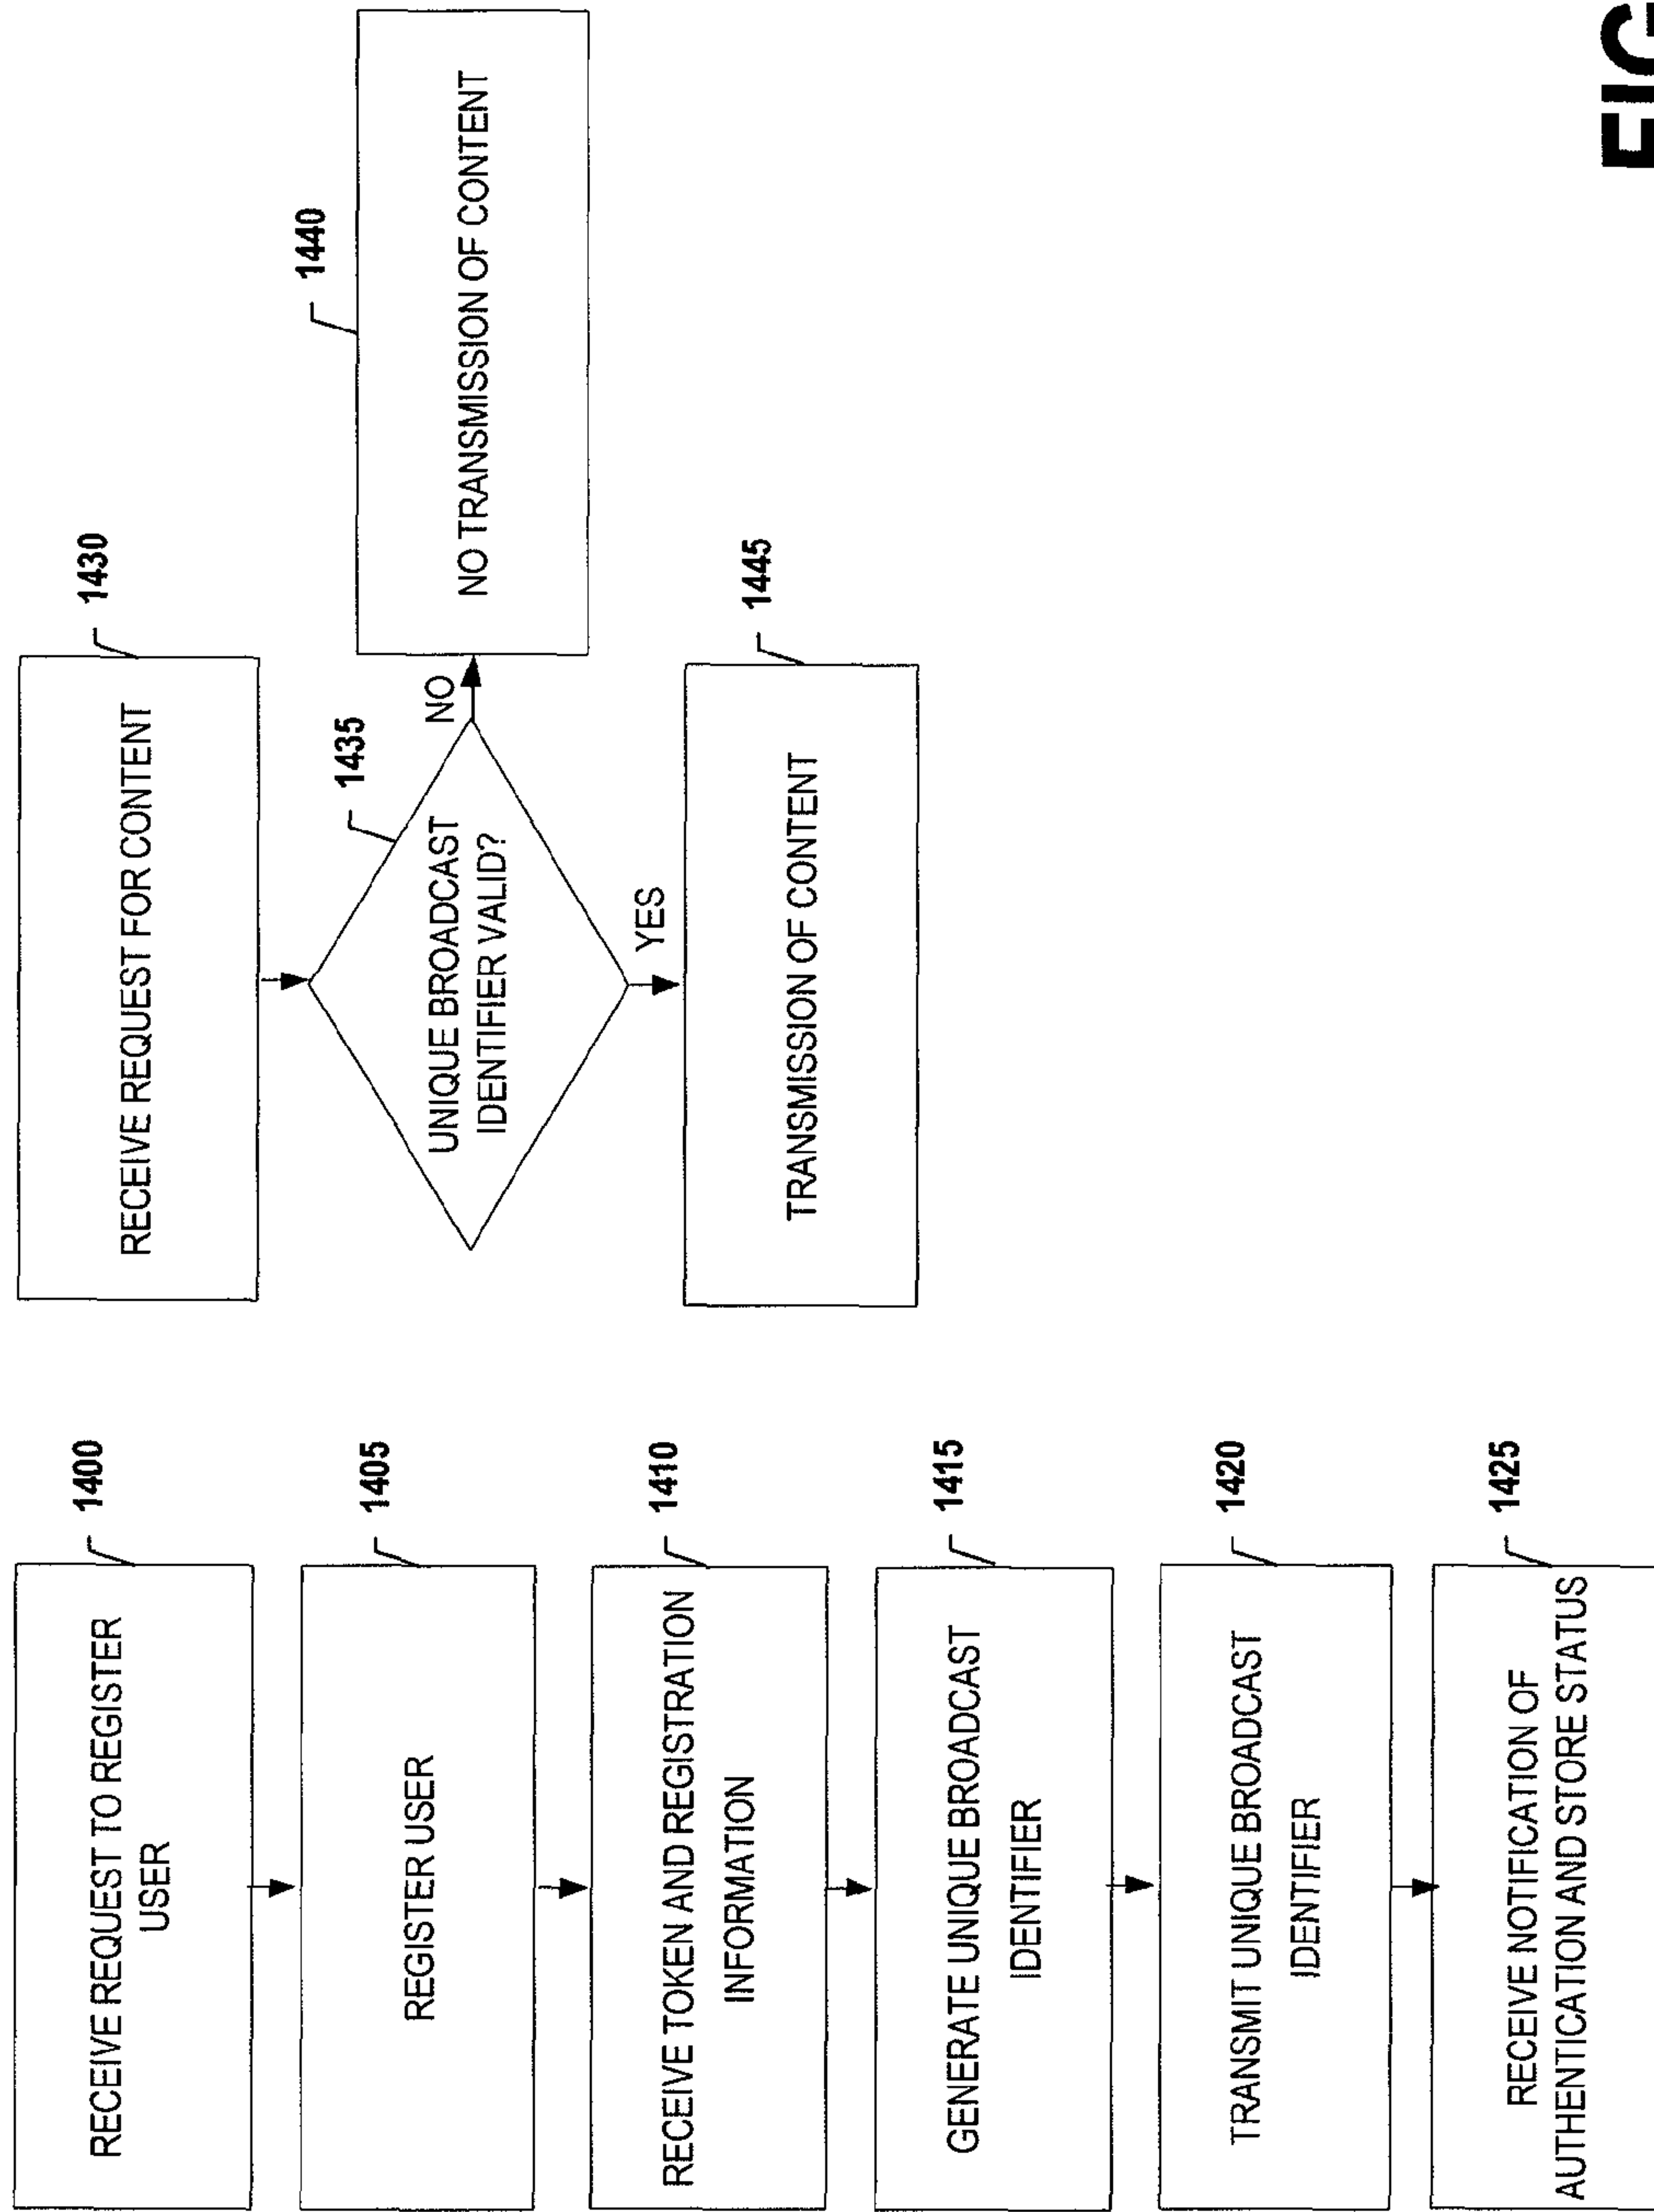 1400
RECEIVE REQUEST TO REGISTER
USER
1405
REGISTER USER
1410
RECEIVE TOKEN AND REGISTRATION
INFORMATION
1415
GENERATE UNIQUE BROADCAST
IDENTIFIER
1420
TRANSMIT UNIQUE BROADCAST
IDENTIFIER
1425
RECEIVE NOTIFICATION OF
AUTHENTICATION AND STORE STATUS
1430
RECEIVE REQUEST FOR CONTENT
1435
UNIQUE BROADCAST
IDENTIFIER VALID?
NO
1440
NO TRANSMISSION OF CONTENT
YES
1445
TRANSMISSION OF CONTENT
FIG